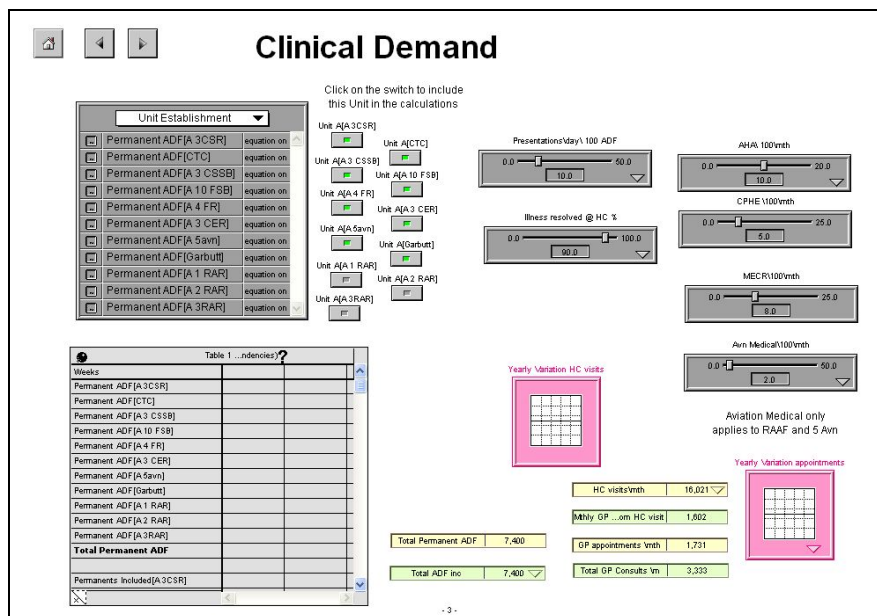 Clinical Demand
Click on the switch to include
this Unit in the calculations
Unit Establishment
Permanent ADF[A 3CSR] equation on
Permanent ADF[CTC] equation on
Permanent ADF[A 3 CSSB] equation on
Permanent ADF[A 10 FSB] equation on
Permanent ADF[A 4 FR] equation on
Permanent ADF[A 3 CER] equation on
Permanent ADF[A 5avn] equation on
Permanent ADF[Garbutt] equation on
Permanent ADF[A 1 RAR] equation on
Permanent ADF[A 2 RAR] equation on
Permanent ADF[A 3RAR] equation on
Unit A[A 3CSR]
Unit A[CTC]
Unit A[A3 CSSB]
Unit A[A 10 FSB]
Unit A[A 4 FR]
Unit A[A 3 CER]
Unit A[A 5avn]
Unit A[Garbutt]
Unit A[A 1 RAR]
Unit A[A 2 RAR]
Unit A[A 3RAR]
Presentations\day\ 100 ADF
0.0 50.0
10.0
Illness resolved @ HC %
0.0 100.0
90.0
AHA\ 100\mth
0.0 20.0
10.0
CPHE \100\mth
0.0 25.0
5.0
MECR\100\mth
0.0 25.0
8.0
Avn Medical\100\mth
0.0 50.0
2.0
Aviation Medical only
applies to RAAF and 5 Avn
Table 1 ...ndencies) ?
Weeks
Permanent ADF[A 3CSR]
Permanent ADF[CTC]
Permanent ADF[A 3 CSSB]
Permanent ADF[A 10 FSB]
Permanent ADF[A 4 FR]
Permanent ADF[A 3 CER]
Permanent ADF[A 5avn]
Permanent ADF[Garbutt]
Permanent ADF[A 1 RAR]
Permanent ADF[A 2 RAR]
Permanent ADF[A 3RAR]
Total Permanent ADF
Permanents Included[A 3CSR]
Yearly Variation HC visits
Yearly Variation appointments
Total Permanent ADF 7,400
Total ADF inc 7,400
HC visits\mth 16,021
Mthly GP ...om HC visit 1,602
GP appointments \mth 1,731
Total GP Consults \m 3,333
- 3 -